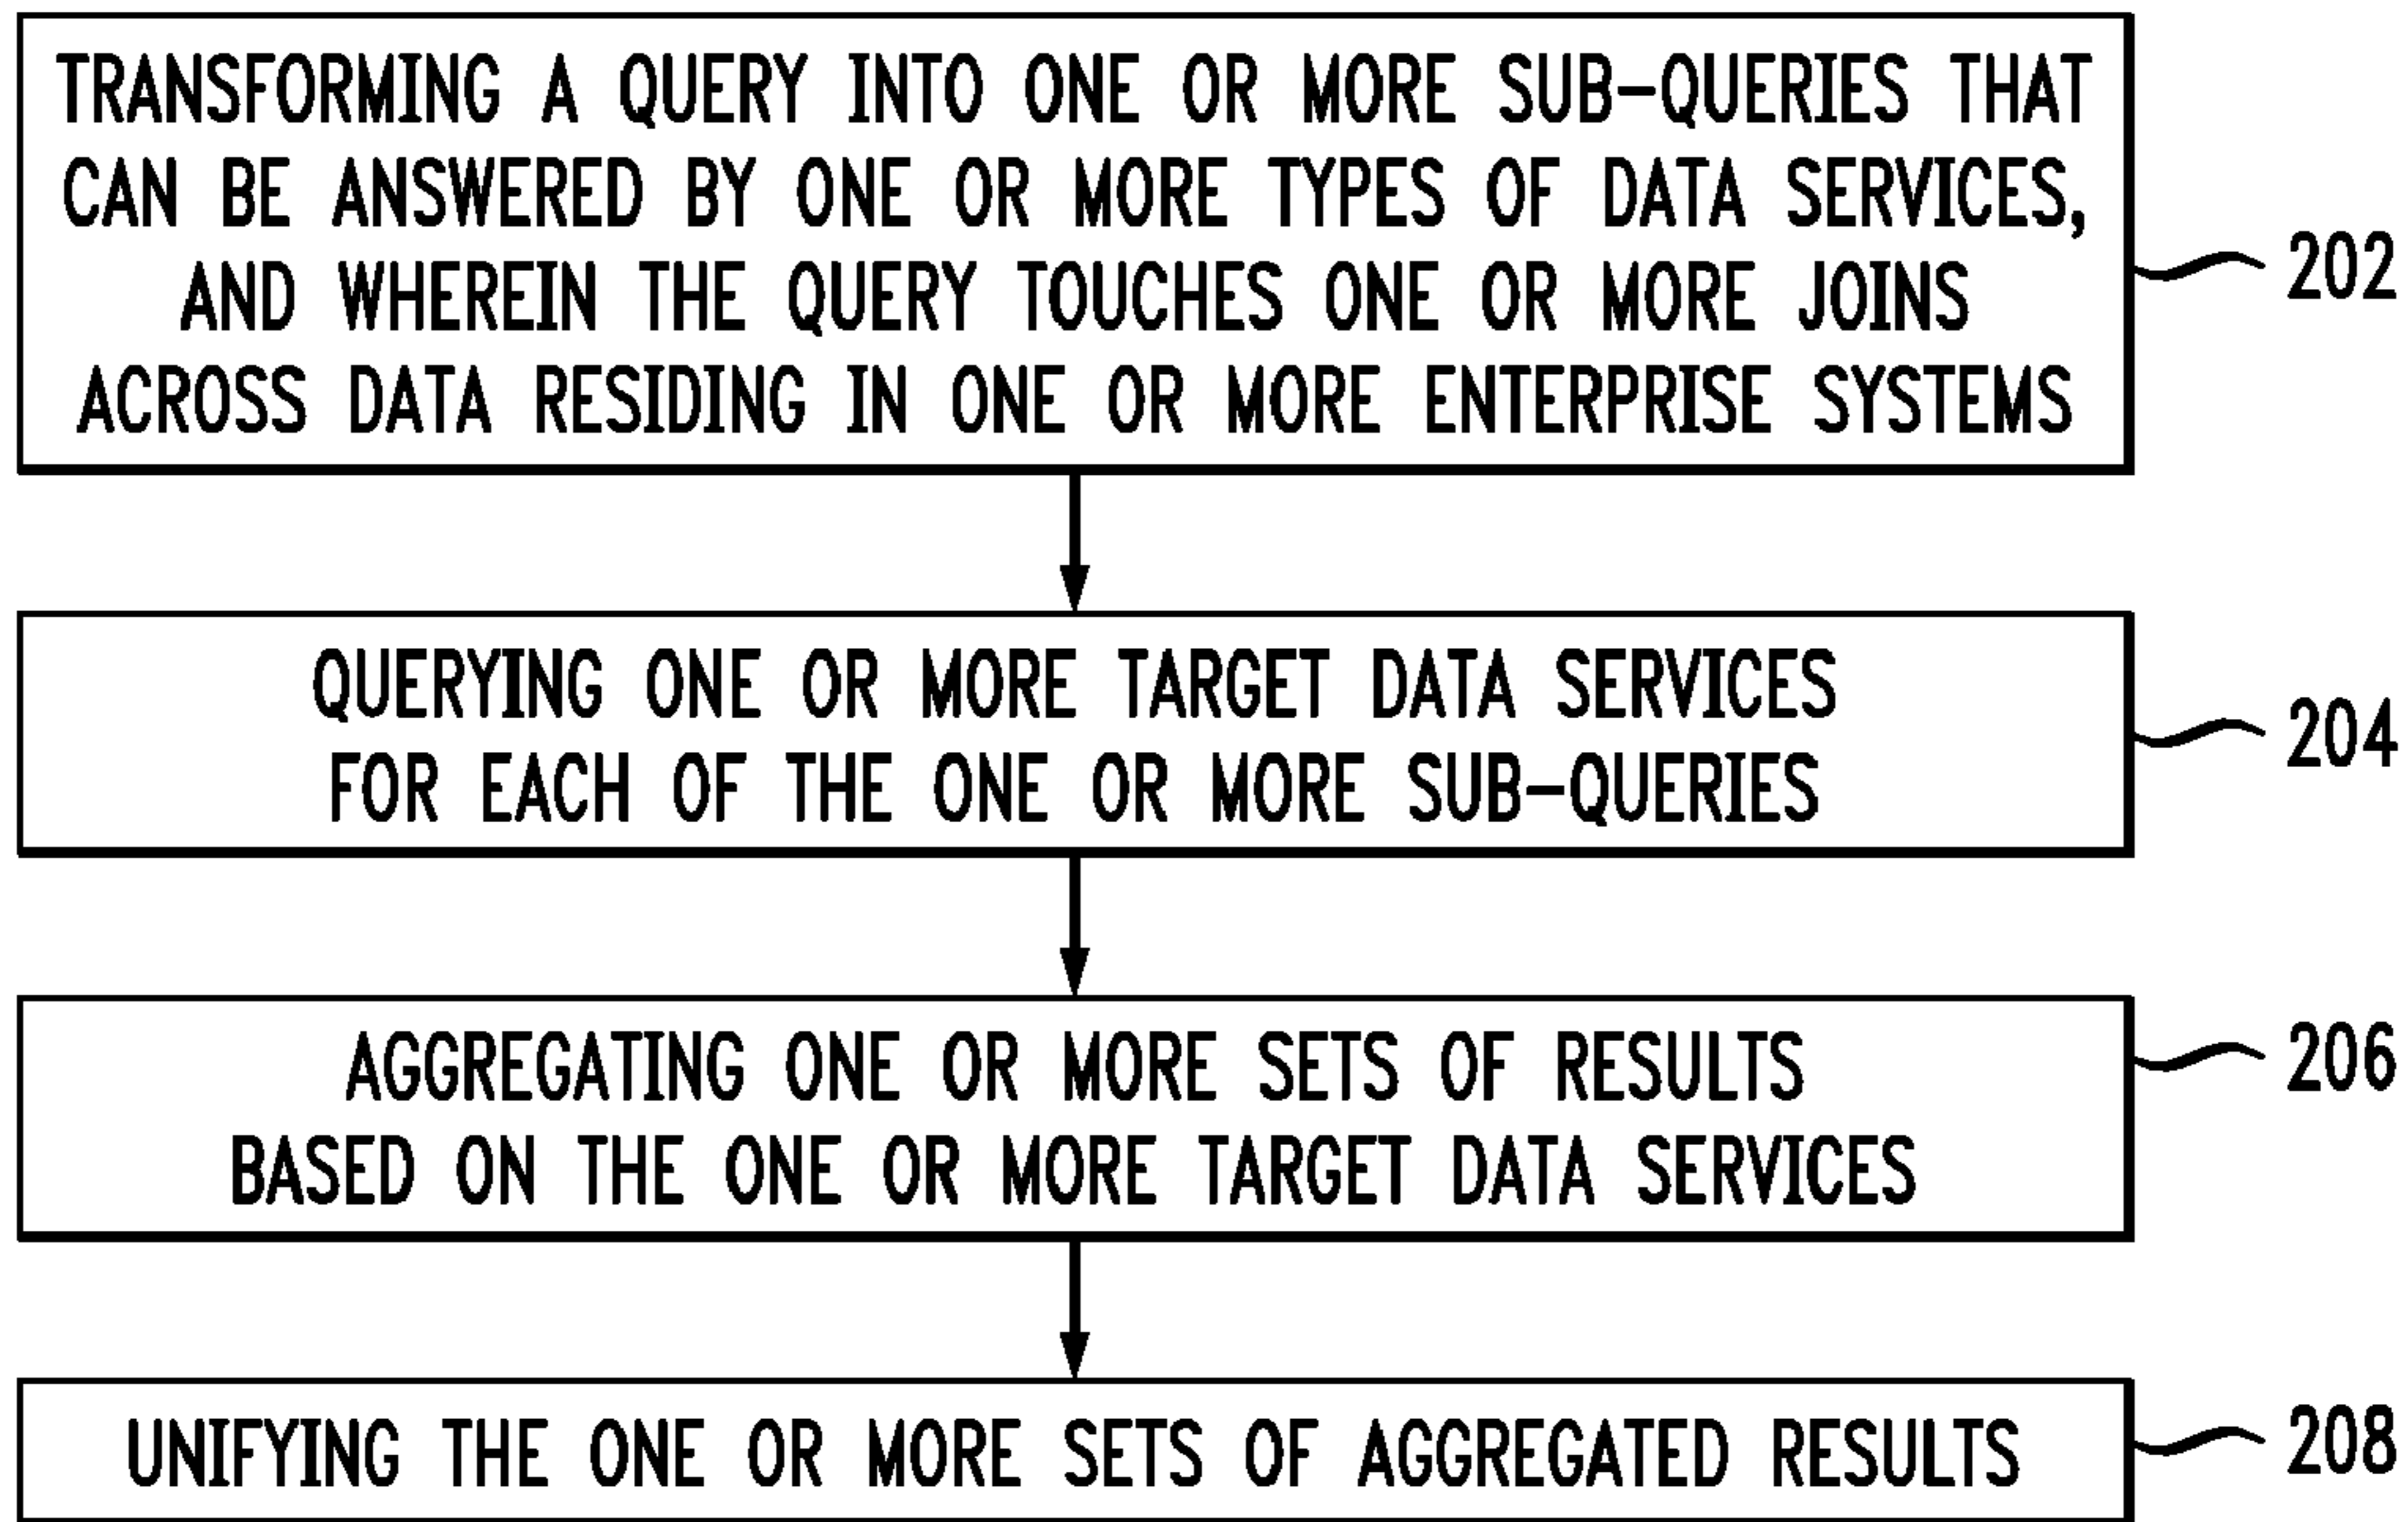 TRANSFORMING A QUERY INTO ONE OR MORE SUB-QUERIES THAT
CAN BE ANSWERED BY ONE OR MORE TYPES OF DATA SERVICES,
AND WHEREIN THE QUERY TOUCHES ONE OR MORE JOINS
ACROSS DATA RESIDING IN ONE OR MORE ENTERPRISE SYSTEMS
202
QUERYING ONE OR MORE TARGET DATA SERVICES
FOR EACH OF THE ONE OR MORE SUB-QUERIES
204
AGGREGATING ONE OR MORE SETS OF RESULTS
BASED ON THE ONE OR MORE TARGET DATA SERVICES
206
UNIFYING THE ONE OR MORE SETS OF AGGREGATED RESULTS
208